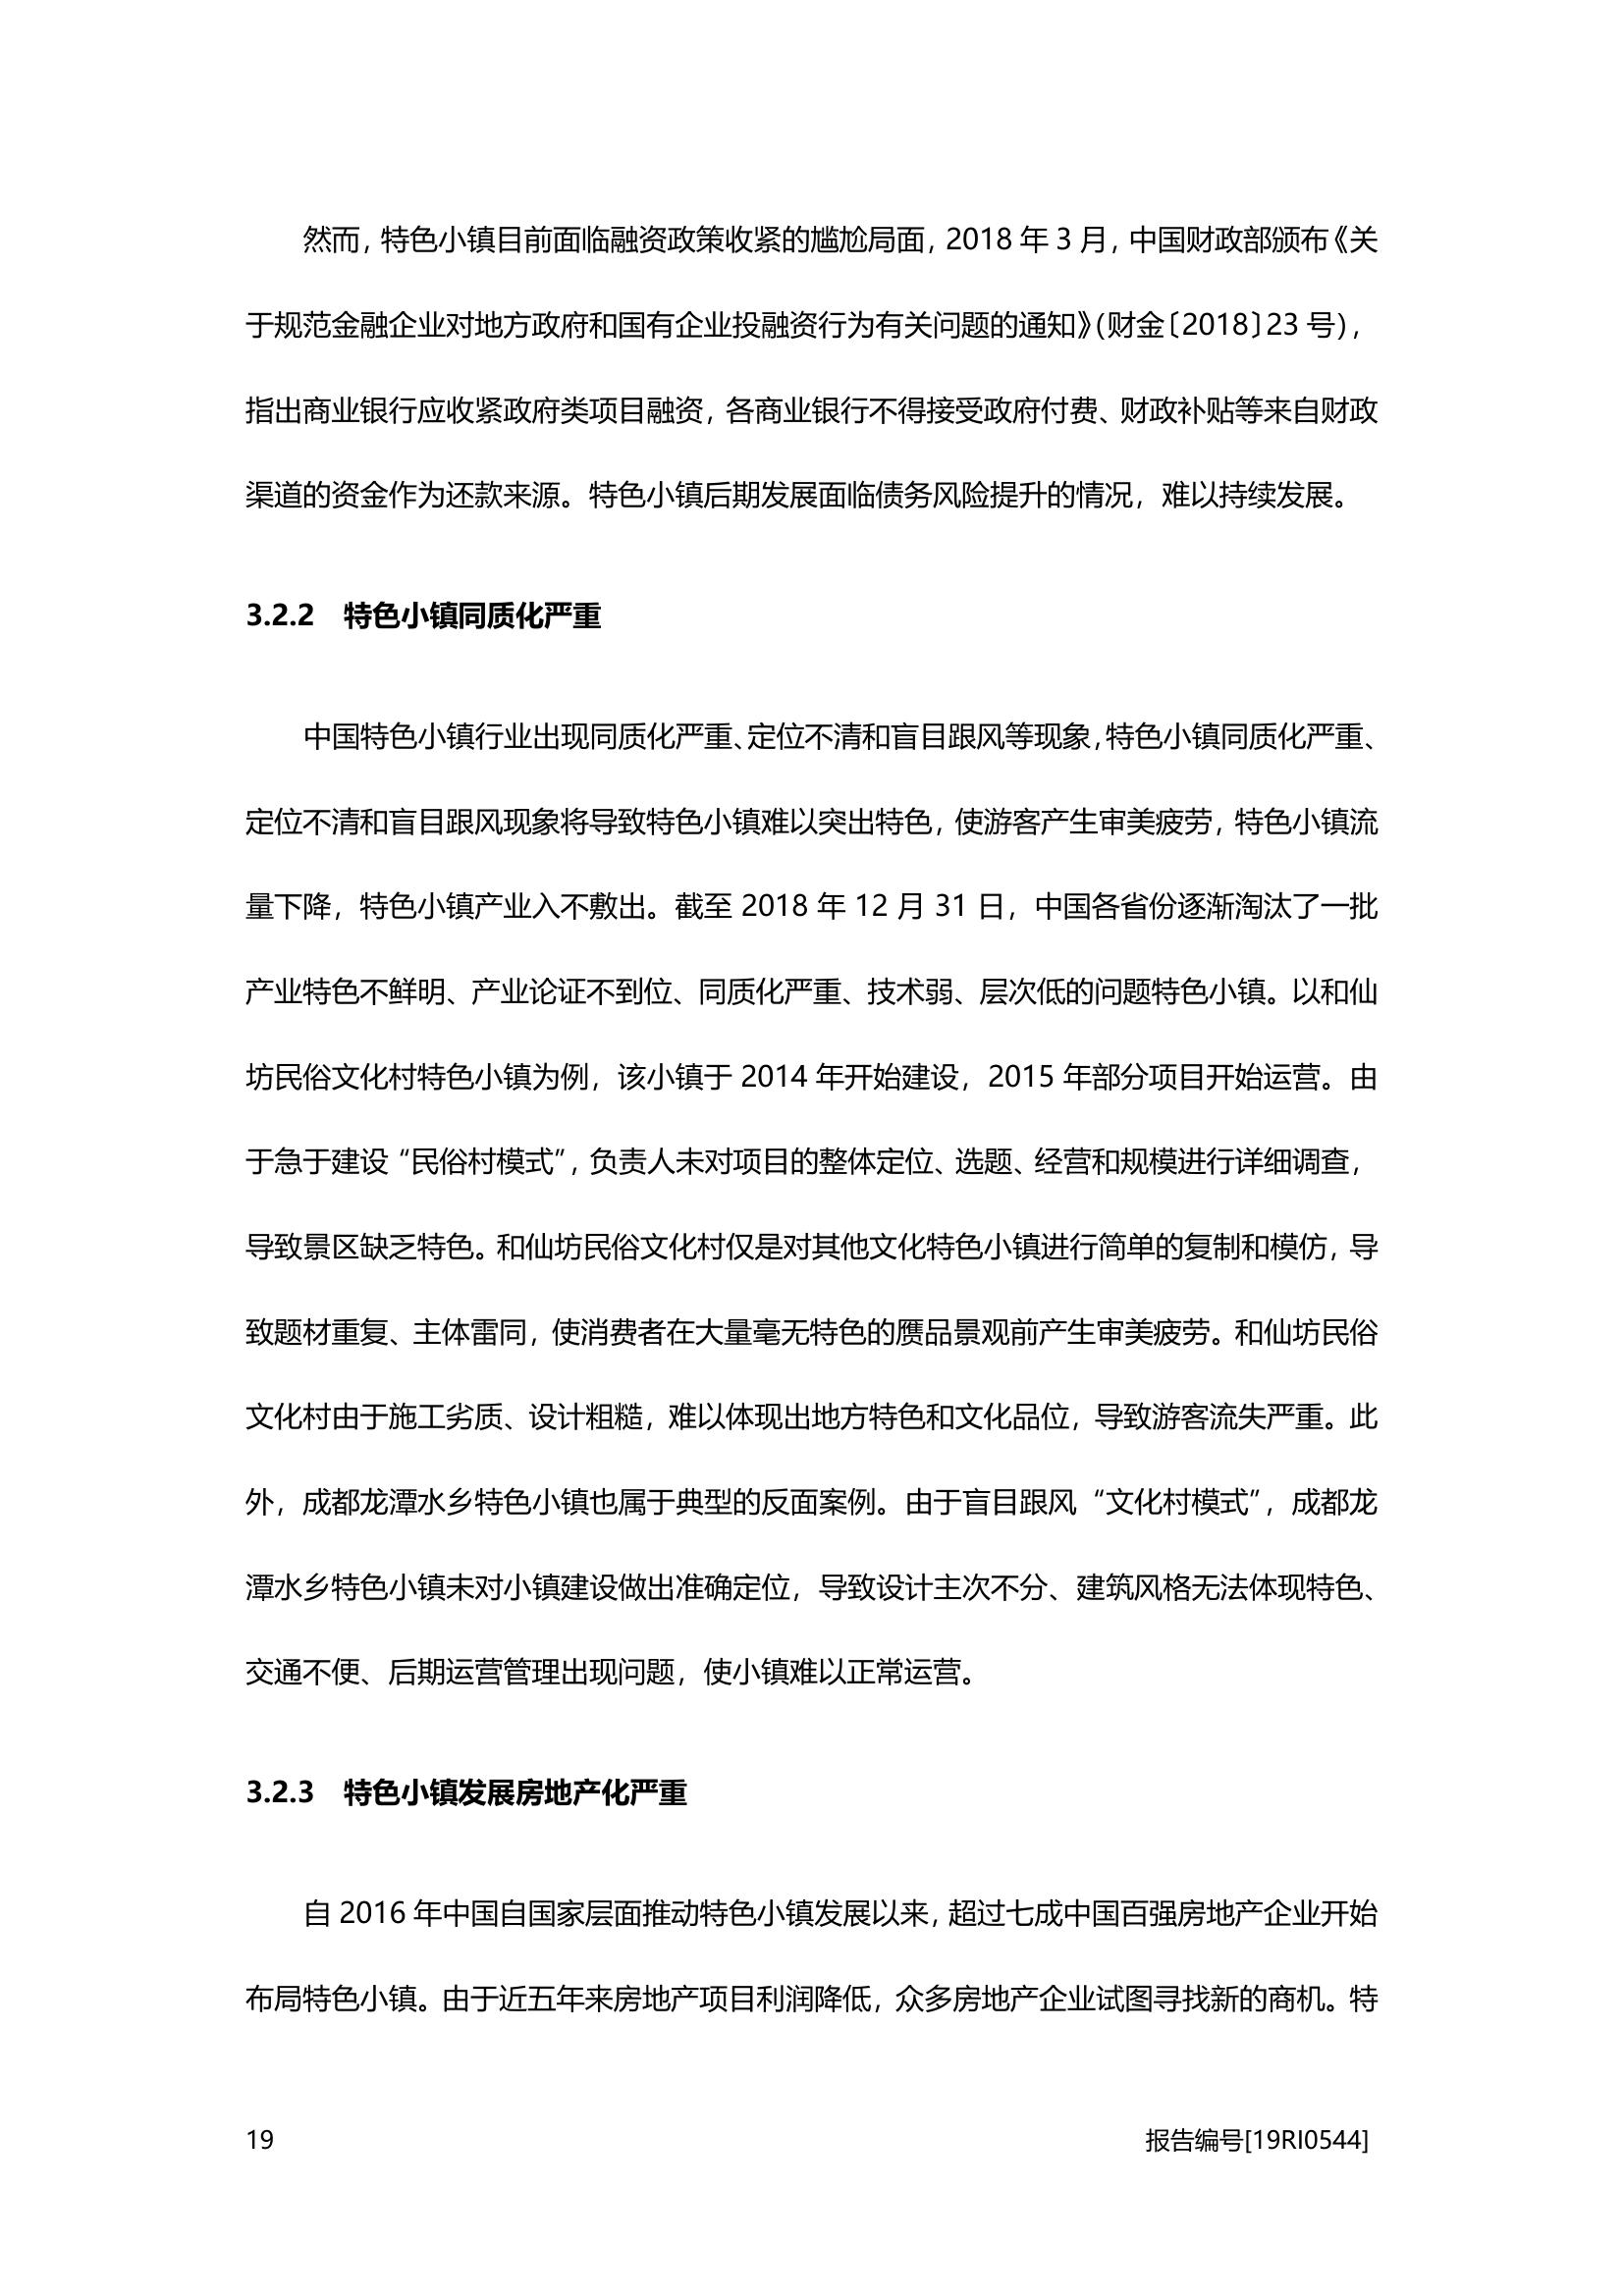 然而，特色小镇目前面临融资政策收紧的尴尬局面，2018 年 3 月，中国财政部颁布《关
于规范金融企业对地方政府和国有企业投融资行为有关问题的通知》（财金〔2018〕23 号），
指出商业银行应收紧政府类项目融资，各商业银行不得接受政府付费、财政补贴等来自财政
渠道的资金作为还款来源。特色小镇后期发展面临债务风险提升的情况，难以持续发展。
3.2.2 特色小镇同质化严重
中国特色小镇行业出现同质化严重、定位不清和盲目跟风等现象，特色小镇同质化严重、
定位不清和盲目跟风现象将导致特色小镇难以突出特色，使游客产生审美疲劳，特色小镇流
量下降，特色小镇产业入不敷出。截至 2018 年 12 月 31 日，中国各省份逐渐淘汰了一批
产业特色不鲜明、产业论证不到位、同质化严重、技术弱、层次低的问题特色小镇。以和仙
坊民俗文化村特色小镇为例，该小镇于 2014 年开始建设，2015 年部分项目开始运营。由
于急于建设“民俗村模式”，负责人未对项目的整体定位、选题、经营和规模进行详细调查，
导致景区缺乏特色。和仙坊民俗文化村仅是对其他文化特色小镇进行简单的复制和模仿，导
致题材重复、主体雷同，使消费者在大量毫无特色的赝品景观前产生审美疲劳。和仙坊民俗
文化村由于施工劣质、设计粗糙，难以体现出地方特色和文化品位，导致游客流失严重。此
外，成都龙潭水乡特色小镇也属于典型的反面案例。由于盲目跟风“文化村模式”，成都龙
潭水乡特色小镇未对小镇建设做出准确定位，导致设计主次不分、建筑风格无法体现特色、
交通不便、后期运营管理出现问题，使小镇难以正常运营。
3.2.3 特色小镇发展房地产化严重
自 2016 年中国自国家层面推动特色小镇发展以来，超过七成中国百强房地产企业开始
布局特色小镇。由于近五年来房地产项目利润降低，众多房地产企业试图寻找新的商机。特
19 报告编号[19RI0544]